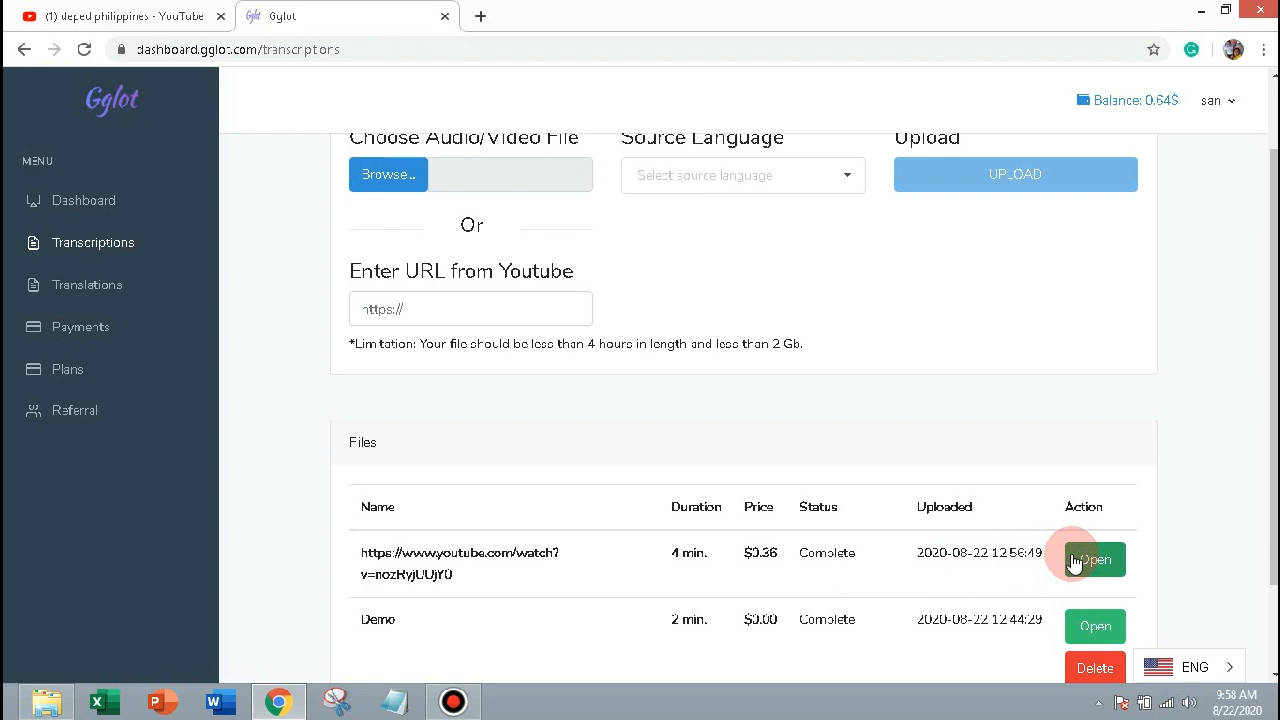 (1) deped philippines - YouTube
Gglot
dashboard.gglot.com/transcriptions
Gglot
Balance: 0.64$
san
MENU
Dashboard
Transcriptions
Translations
Payments
Plans
Referral
Choose Audio/Video File
Source Language
Upload
Browse...
Select source language
UPLOAD
Or
Enter URL from Youtube
https://
*Limitation: Your file should be less than 4 hours in length and less than 2 Gb.
Files
Name Duration Price Status Uploaded Action
https://www.youtube.com/watch? 4 min. $0.36 Complete 2020-08-22 12:56:49 Open
v=nozRyjUUjY0
Demo 2 min. $0.00 Complete 2020-08-22 12:44:29 Open
Delete
ENG
9:58 AM
8/22/2020